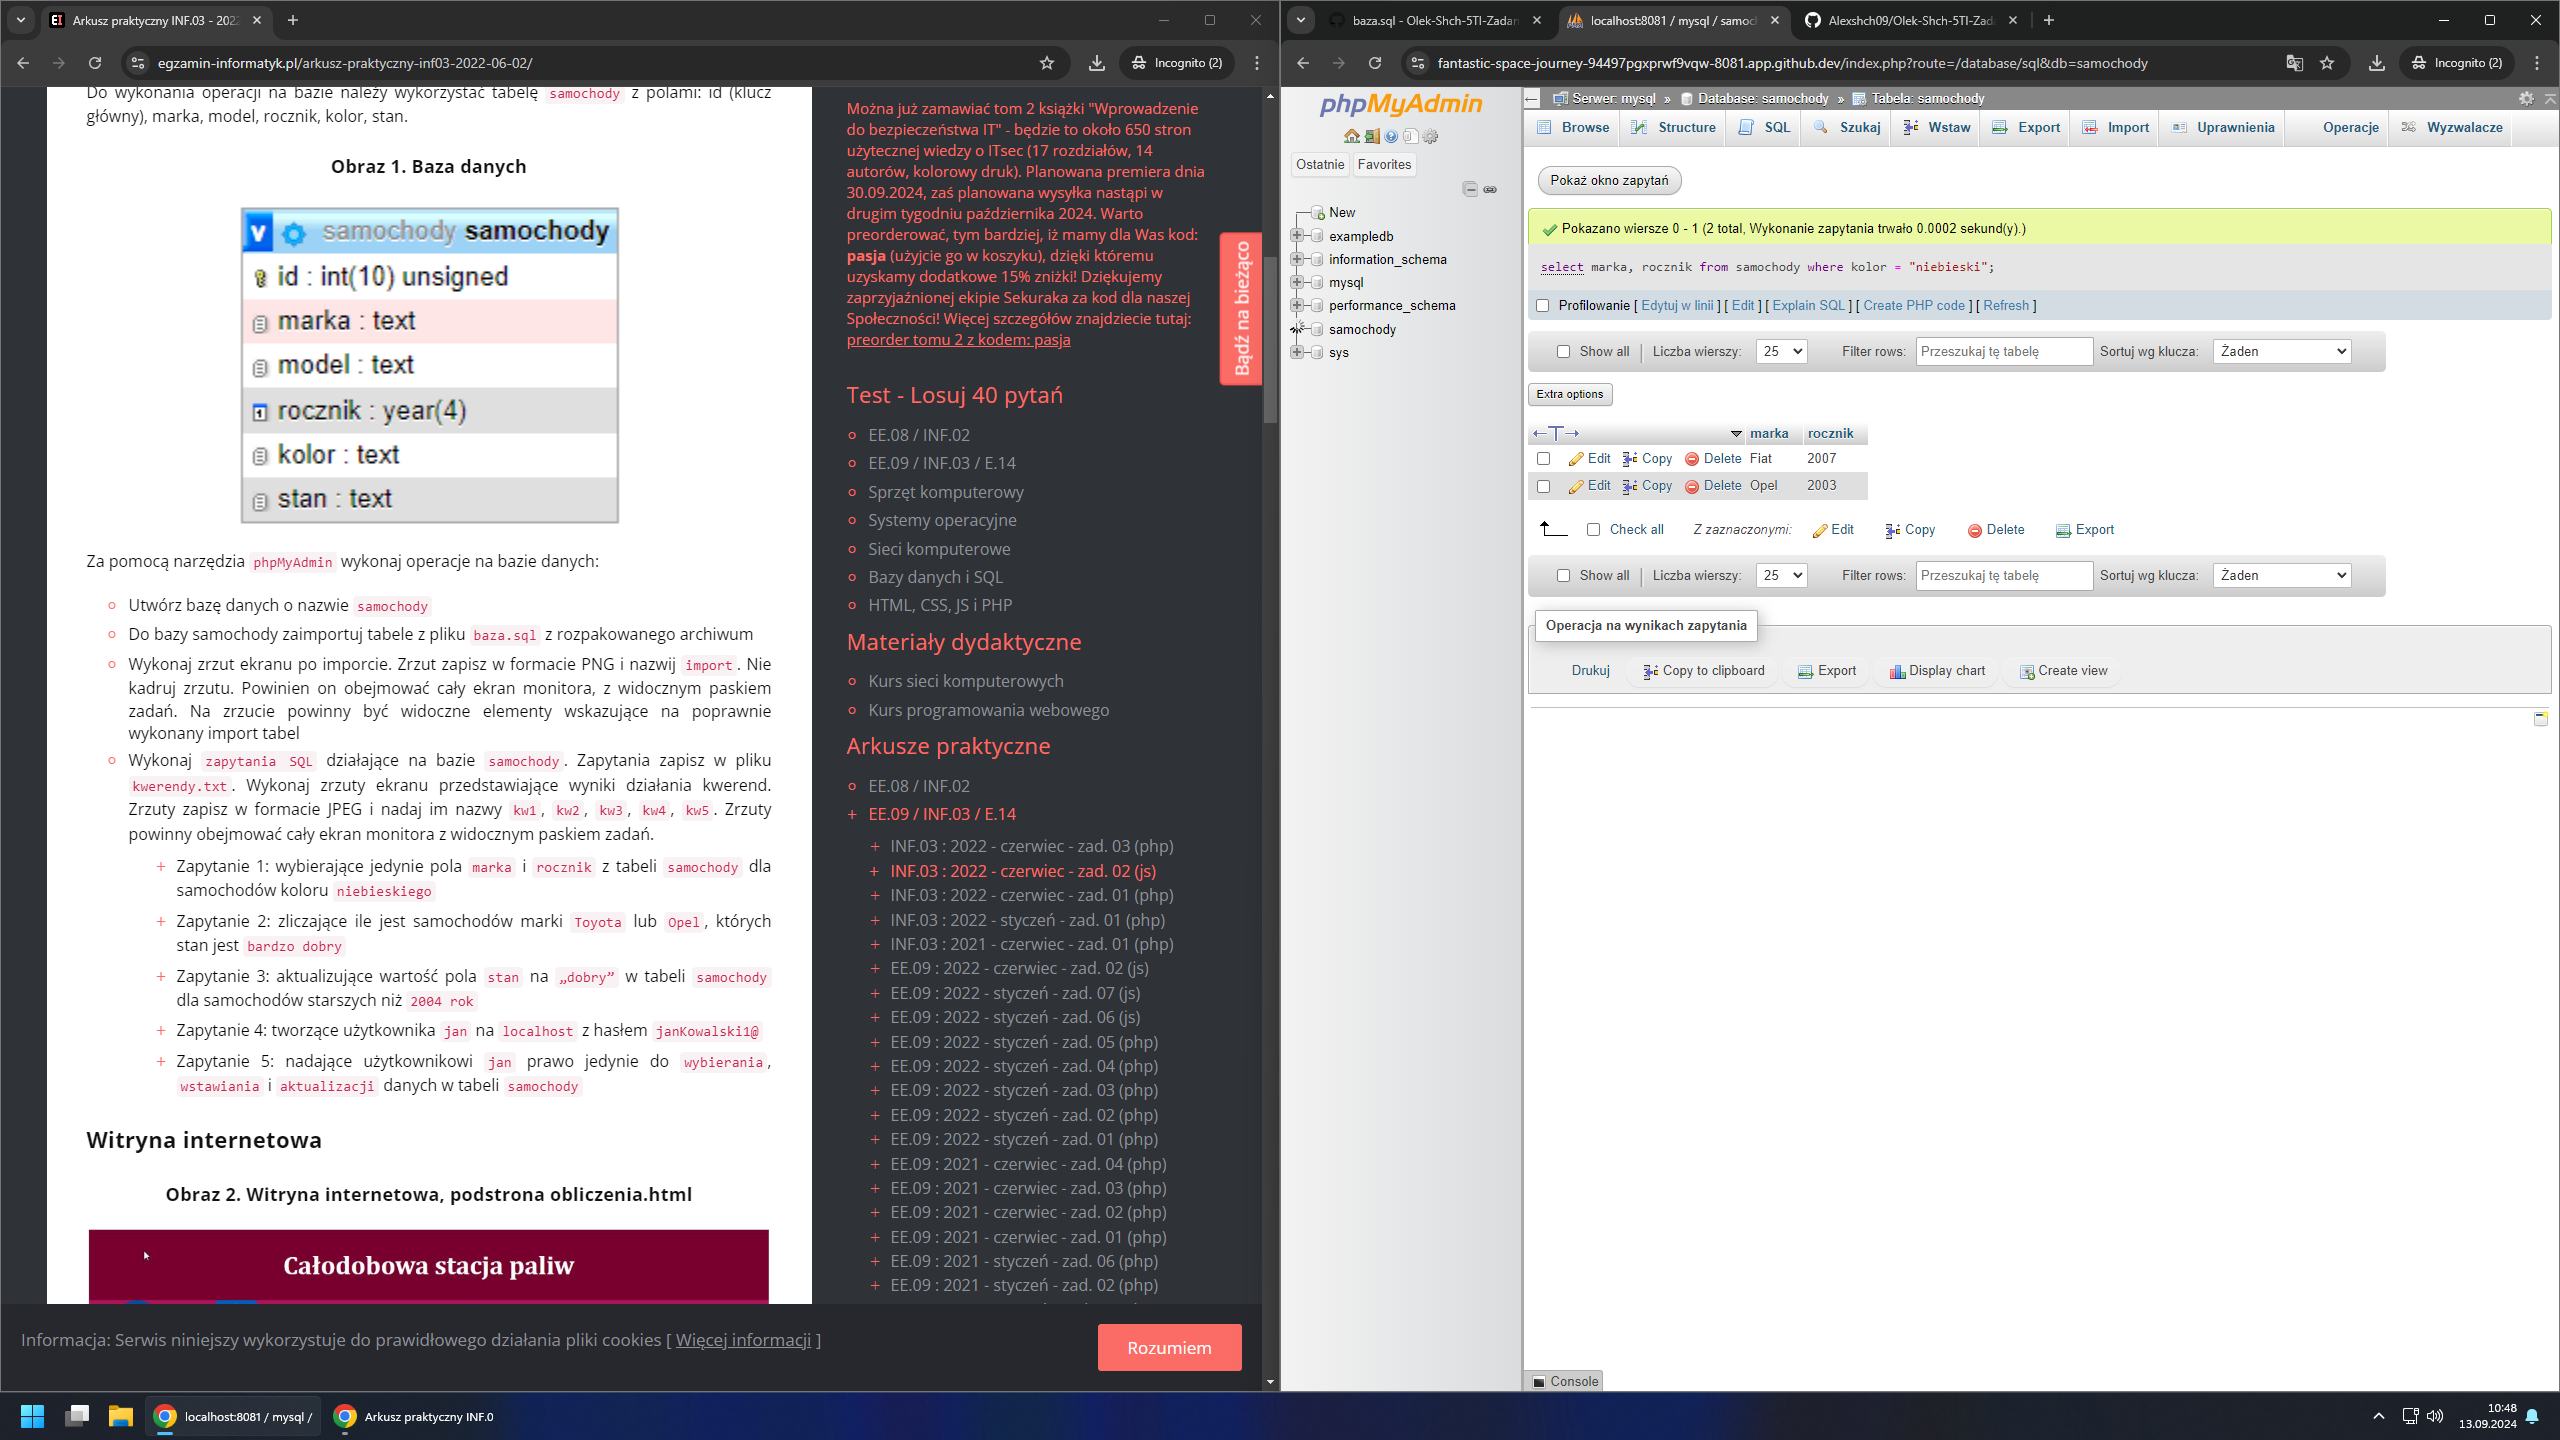 Arkusz praktyczny INF.03 - 2022
egzamin-informatyk.pl/arkusz-praktyczny-inf03-2022-06-02/
Incognito (2)
Do wykonania operacji na bazie należy wykorzystać tabelę samochody z polami: id (klucz
główny), marka, model, rocznik, kolor, stan.
Obraz 1. Baza danych
samochody samochody
id : int(10) unsigned
marka : text
model : text
rocznik : year(4)
kolor : text
stan : text
Za pomocą narzędzia phpMyAdmin wykonaj operacje na bazie danych:
Utwórz bazę danych o nazwie samochody
Do bazy samochody zaimportuj tabele z pliku baza.sql z rozpakowanego archiwum
Wykonaj zrzut ekranu po imporcie. Zrzut zapisz w formacie PNG i nazwij import. Nie
kadruj zrzutu. Powinien on obejmować cały ekran monitora, z widocznym paskiem
zadań. Na zrzucie powinny być widoczne elementy wskazujące na poprawnie
wykonany import tabel
Wykonaj zapytania SQL działające na bazie samochody. Zapytania zapisz w pliku
kwerendy.txt. Wykonaj zrzuty ekranu przedstawiające wyniki działania kwerend.
Zrzuty zapisz w formacie JPEG i nadaj im nazwy kw1, kw2, kw3, kw4, kw5. Zrzuty
powinny obejmować cały ekran monitora z widocznym paskiem zadań.
+ Zapytanie 1: wybierające jedynie pola marka i rocznik z tabeli samochody dla
samochodów koloru niebieskiego
+ Zapytanie 2: zliczające ile jest samochodów marki Toyota lub Opel, których
stan jest bardzo dobry
+ Zapytanie 3: aktualizujące wartość pola stan na „dobry” w tabeli samochody
dla samochodów starszych niż 2004 rok
+ Zapytanie 4: tworzące użytkownika jan na localhost z hasłem janKowalski1@
+ Zapytanie 5: nadające użytkownikowi jan prawo jedynie do wybierania,
wstawiania i aktualizacji danych w tabeli samochody
Witryna internetowa
Obraz 2. Witryna internetowa, podstrona obliczenia.html
Całodobowa stacja paliw
Można już zamawiać tom 2 książki "Wprowadzenie
do bezpieczeństwa IT" - będzie to około 650 stron
użytecznej wiedzy o ITsec (17 rozdziałów, 14
autorów, kolorowy druk). Planowana premiera dnia
30.09.2024, zaś planowana wysyłka nastąpi w
drugim tygodniu października 2024. Warto
preorderować, tym bardziej, iż mamy dla Was kod:
pasja (użyjcie go w koszyku), dzięki któremu
uzyskamy dodatkowe 15% zniżki! Dziękujemy
zaprzyjaźnionej ekipie Sekuraka za kod dla naszej
Społeczności! Więcej szczegółów znajdziecie tutaj:
preorder tomu 2 z kodem: pasja
Bądź na bieżąco
Test - Losuj 40 pytań
EE.08 / INF.02
EE.09 / INF.03 / E.14
Sprzęt komputerowy
Systemy operacyjne
Sieci komputerowe
Bazy danych i SQL
HTML, CSS, JS i PHP
Materiały dydaktyczne
Kurs sieci komputerowych
Kurs programowania webowego
Arkusze praktyczne
EE.08 / INF.02
+ EE.09 / INF.03 / E.14
+ INF.03 : 2022 - czerwiec - zad. 03 (php)
+ INF.03 : 2022 - czerwiec - zad. 02 (js)
+ INF.03 : 2022 - czerwiec - zad. 01 (php)
+ INF.03 : 2022 - styczeń - zad. 01 (php)
+ INF.03 : 2021 - czerwiec - zad. 01 (php)
+ EE.09 : 2022 - czerwiec - zad. 02 (js)
+ EE.09 : 2022 - styczeń - zad. 07 (js)
+ EE.09 : 2022 - styczeń - zad. 06 (js)
+ EE.09 : 2022 - styczeń - zad. 05 (php)
+ EE.09 : 2022 - styczeń - zad. 04 (php)
+ EE.09 : 2022 - styczeń - zad. 03 (php)
+ EE.09 : 2022 - styczeń - zad. 02 (php)
+ EE.09 : 2022 - styczeń - zad. 01 (php)
+ EE.09 : 2021 - czerwiec - zad. 04 (php)
+ EE.09 : 2021 - czerwiec - zad. 03 (php)
+ EE.09 : 2021 - czerwiec - zad. 02 (php)
+ EE.09 : 2021 - czerwiec - zad. 01 (php)
+ EE.09 : 2021 - styczeń - zad. 06 (php)
+ EE.09 : 2021 - styczeń - zad. 02 (php)
Informacja: Serwis niniejszy wykorzystuje do prawidłowego działania pliki cookies [ Więcej informacji ]
Rozumiem
baza.sql - Olek-Shch-5TI-Zadan
localhost:8081 / mysql / samoch
Alexshch09/Olek-Shch-5TI-Zada
fantastic-space-journey-94497pgxprwf9vqw-8081.app.github.dev/index.php?route=/database/sql&db=samochody
Incognito (2)
phpMyAdmin
Ostatnie Favorites
New
exampledb
information_schema
mysql
performance_schema
samochody
sys
Serwer: mysql » Database: samochody » Tabela: samochody
Browse Structure SQL Szukaj Wstaw Export Import Uprawnienia Operacje Wyzwalacze
Pokaż okno zapytań
Pokazano wiersze 0 - 1 (2 total, Wykonanie zapytania trwało 0.0002 sekund(y).)
select marka, rocznik from samochody where kolor = "niebieski";
Profilowanie [ Edytuj w linii ] [ Edit ] [ Explain SQL ] [ Create PHP code ] [ Refresh ]
Show all Liczba wierszy: 25 Filter rows: Przeszukaj tę tabelę Sortuj wg klucza: Żaden
Extra options
marka rocznik
Edit Copy Delete Fiat 2007
Edit Copy Delete Opel 2003
Check all Z zaznaczonymi: Edit Copy Delete Export
Show all Liczba wierszy: 25 Filter rows: Przeszukaj tę tabelę Sortuj wg klucza: Żaden
Operacja na wynikach zapytania
Drukuj Copy to clipboard Export Display chart Create view
Console
localhost:8081 / mysql /
Arkusz praktyczny INF.0
10:48
13.09.2024